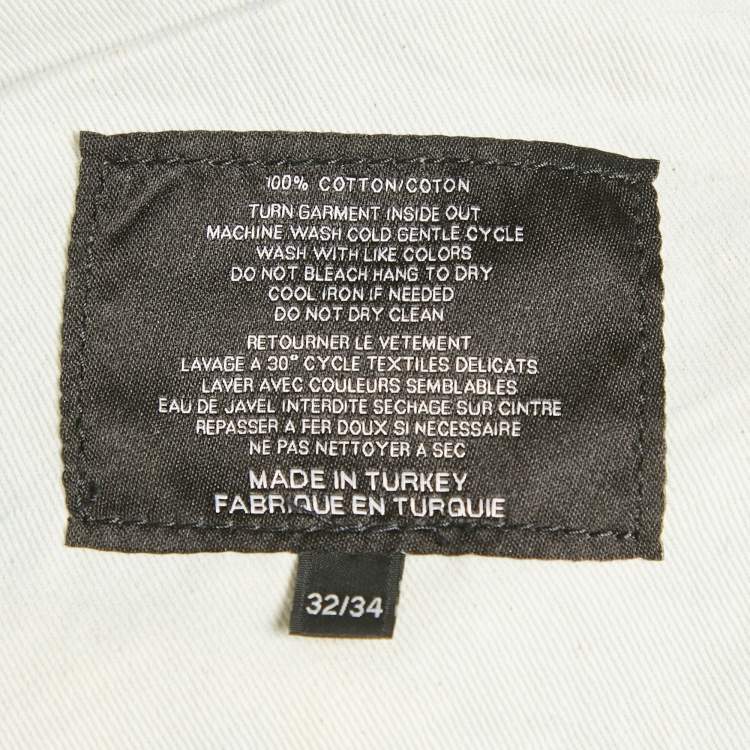 100% COTTON/COTON
TURN GARMENT INSIDE OUT
MACHINE WASH COLD GENTLE CYCLE
WASH WITH LIKE COLORS
DO NOT BLEACH HANG TO DRY
COOL IRON IF NEEDED
DO NOT DRY CLEAN
RETOURNER LE VETEMENT
LAVAGE A 30° CYCLE TEXTILES DELICATS
LAVER AVEC COULEURS SEMBLABLES
EAU DE JAVEL INTERDITE SECHAGE SUR CINTRE
REPASSER A FER DOUX SI NECESSAIRE
NE PAS NETTOYER A SEC
MADE IN TURKEY
FABRIQUE EN TURQUIE
32/34